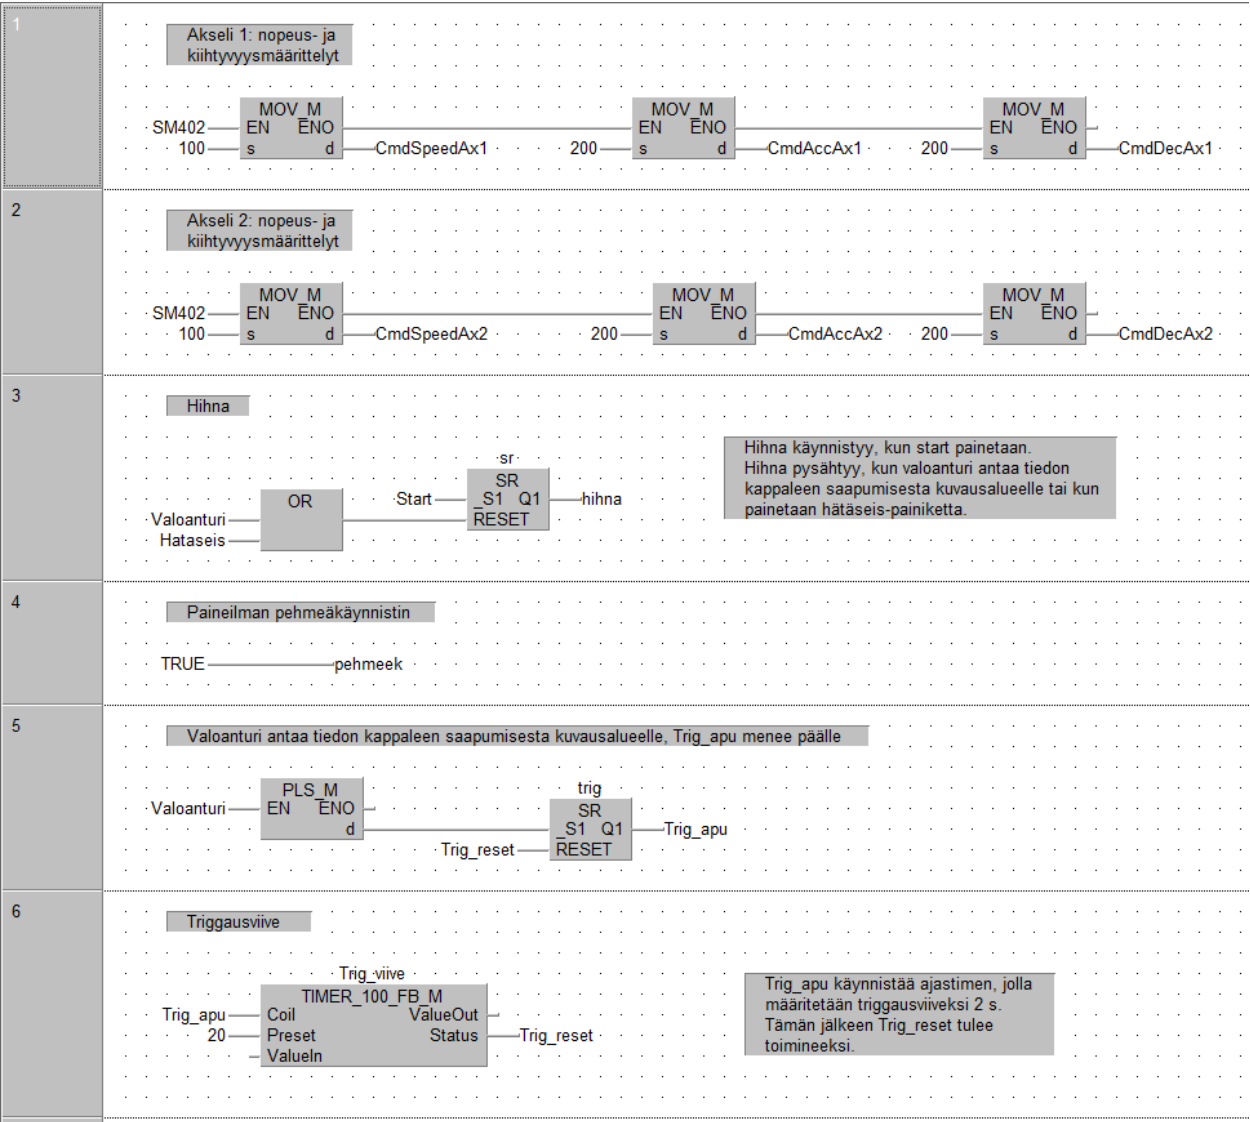 1
Akseli 1: nopeus- ja
kiihtyvyysmäärittelyt
MOV_M
MOV_M
MOV_M
SM402
EN ENO
EN ENO
EN ENO
100
s d
CmdSpeedAx1
200
s d
CmdAccAx1
200
s d
CmdDecAx1
2
Akseli 2: nopeus- ja
kiihtyvyysmäärittelyt
MOV_M
MOV_M
MOV_M
SM402
EN ENO
EN ENO
EN ENO
100
s d
CmdSpeedAx2
200
s d
CmdAccAx2
200
s d
CmdDecAx2
3
Hihna
Hihna käynnistyy, kun start painetaan.
Hihna pysähtyy, kun valoanturi antaa tiedon
kappaleen saapumisesta kuvausalueelle tai kun
painetaan hätäseis-painiketta.
sr
SR
OR
Start
_S1 Q1
hihna
Valoanturi
RESET
Hataseis
4
Paineilman pehmeäkäynnistin
TRUE
pehmeek
5
Valoanturi antaa tiedon kappaleen saapumisesta kuvausalueelle, Trig_apu menee päälle
PLS_M
trig
Valoanturi
EN ENO
SR
d
_S1 Q1
Trig_apu
Trig_reset
RESET
6
Triggausviive
Trig_viive
TIMER_100_FB_M
Trig_apu
Coil ValueOut
20
Preset Status
Trig_reset
ValueIn
Trig_apu käynnistää ajastimen, jolla
määritetään triggausviiveksi 2 s.
Tämän jälkeen Trig_reset tulee
toimineeksi.